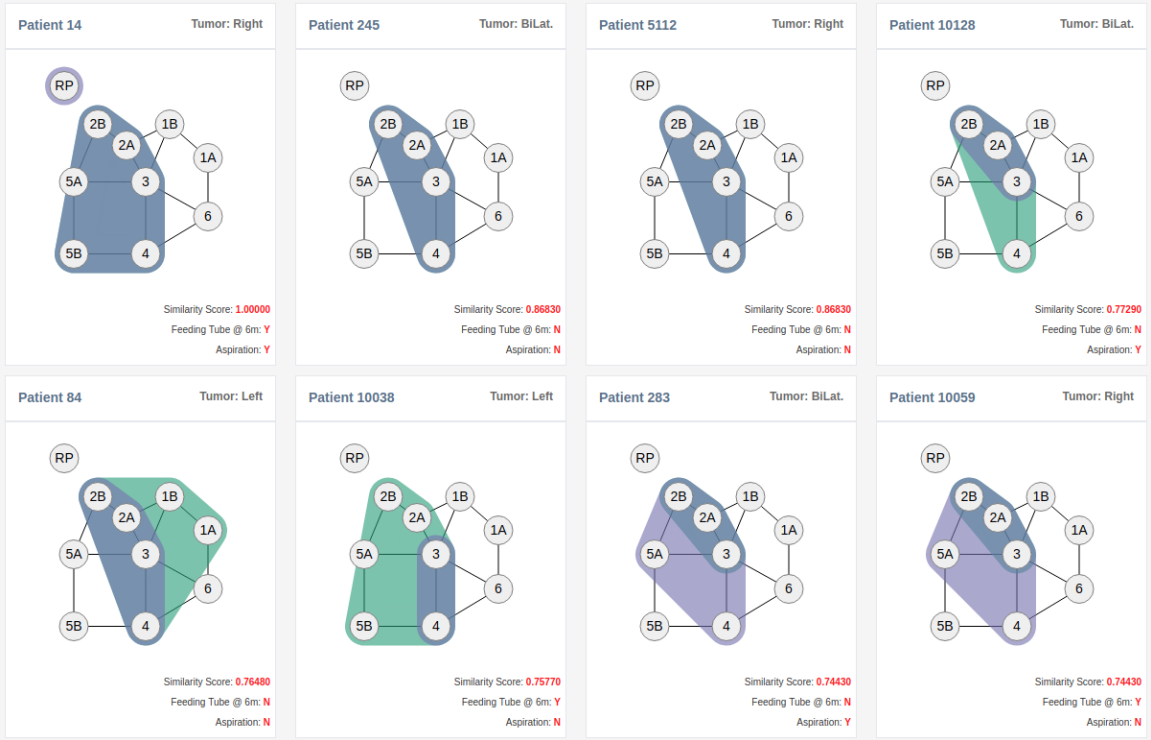 Patient 14 Tumor: Right
RP
2B 1B
2A
1A
5A 3
6
5B 4
Similarity Score: 1.00000
Feeding Tube @ 6m: Y
Aspiration: Y
Patient 245 Tumor: BiLat.
RP
2B 1B
2A
1A
5A 3
6
5B 4
Similarity Score: 0.86830
Feeding Tube @ 6m: N
Aspiration: N
Patient 5112 Tumor: Right
RP
2B 1B
2A
1A
5A 3
6
5B 4
Similarity Score: 0.86830
Feeding Tube @ 6m: N
Aspiration: N
Patient 10128 Tumor: BiLat.
RP
2B 1B
2A
1A
5A 3
6
5B 4
Similarity Score: 0.77290
Feeding Tube @ 6m: N
Aspiration: Y
Patient 84 Tumor: Left
RP
2B 1B
2A
1A
5A 3
6
5B 4
Similarity Score: 0.76480
Feeding Tube @ 6m: N
Aspiration: N
Patient 10038 Tumor: Left
RP
2B 1B
2A
1A
5A 3
6
5B 4
Similarity Score: 0.75770
Feeding Tube @ 6m: Y
Aspiration: N
Patient 283 Tumor: BiLat.
RP
2B 1B
2A
1A
5A 3
6
5B 4
Similarity Score: 0.74430
Feeding Tube @ 6m: N
Aspiration: Y
Patient 10059 Tumor: Right
RP
2B 1B
2A
1A
5A 3
6
5B 4
Similarity Score: 0.74430
Feeding Tube @ 6m: Y
Aspiration: N